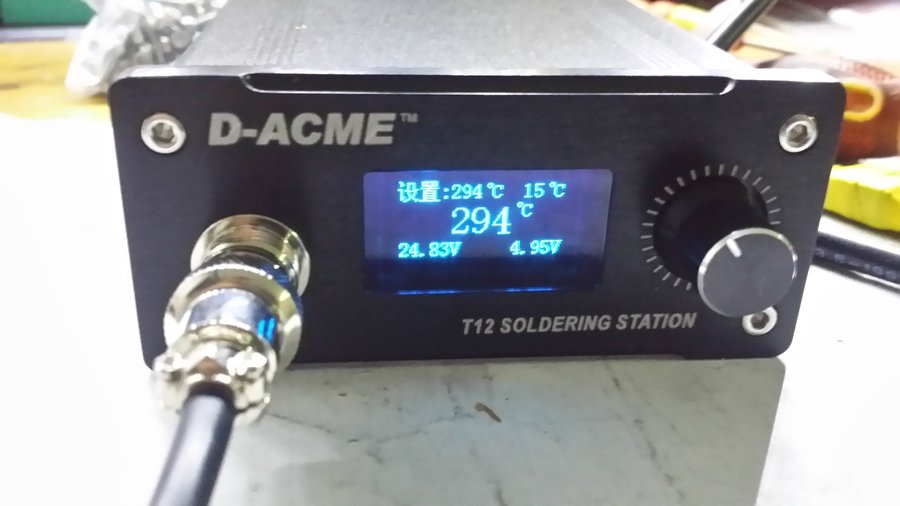 D-ACME™
设置:294℃ 15℃
294℃
24.83V 4.95V
T12 SOLDERING STATION